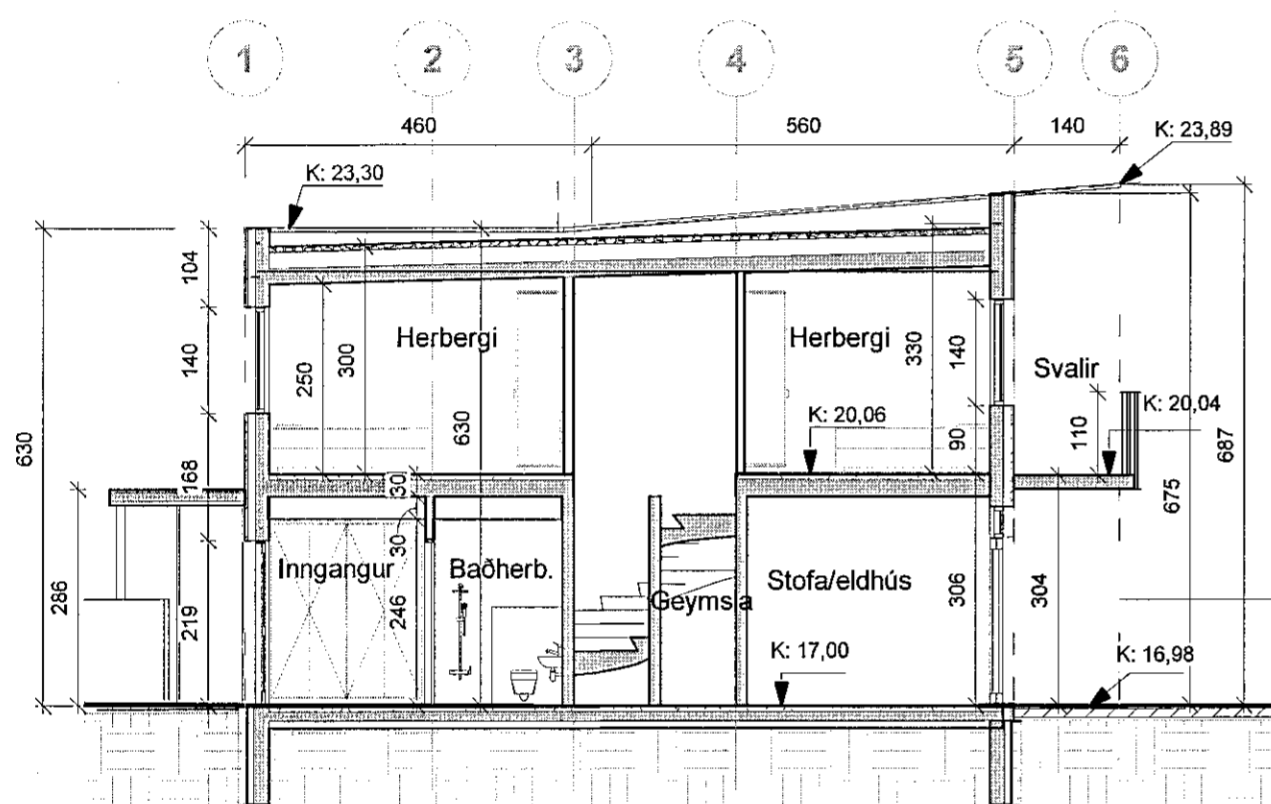 1 2 3 4 5 6
460 560 140
K: 23,30
K: 23,89
104
140
168
219
630
286
Herbergi
250
300
630
30
30
246
Inngangur
Baðherb.
Geymsla
Herbergi
330
140
90
K: 20,06
Stofa/eldhús
306
K: 17,00
Svalir
110
K: 20,04
304
K: 16,98
675
687